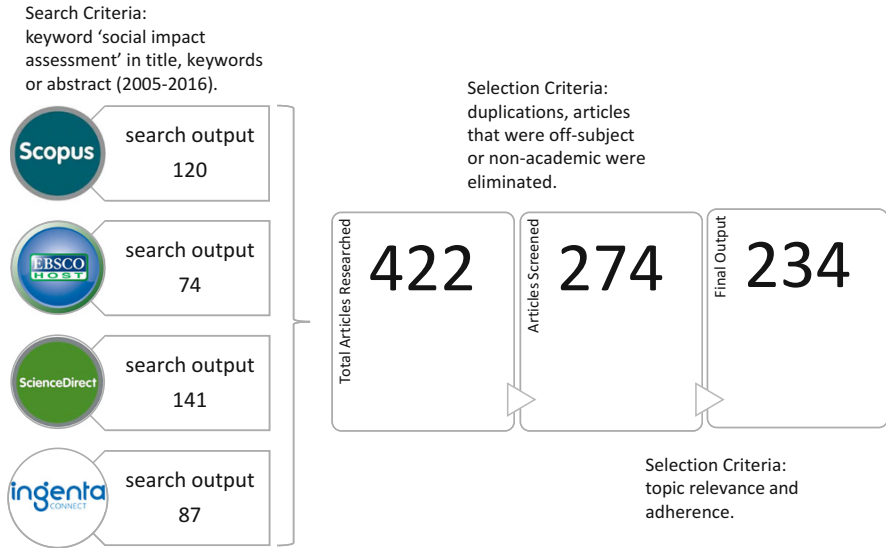 Search Criteria:
keyword ‘social impact
assessment’ in title, keywords
or abstract (2005-2016).
Scopus
search output
120
EBSCO
HOST
search output
74
ScienceDirect
search output
141
ingenta
CONNECT
search output
87
Selection Criteria:
duplications, articles
that were off-subject
or non-academic were
eliminated.
Total Articles Researched
422
Articles Screened
274
Final Output
234
Selection Criteria:
topic relevance and
adherence.